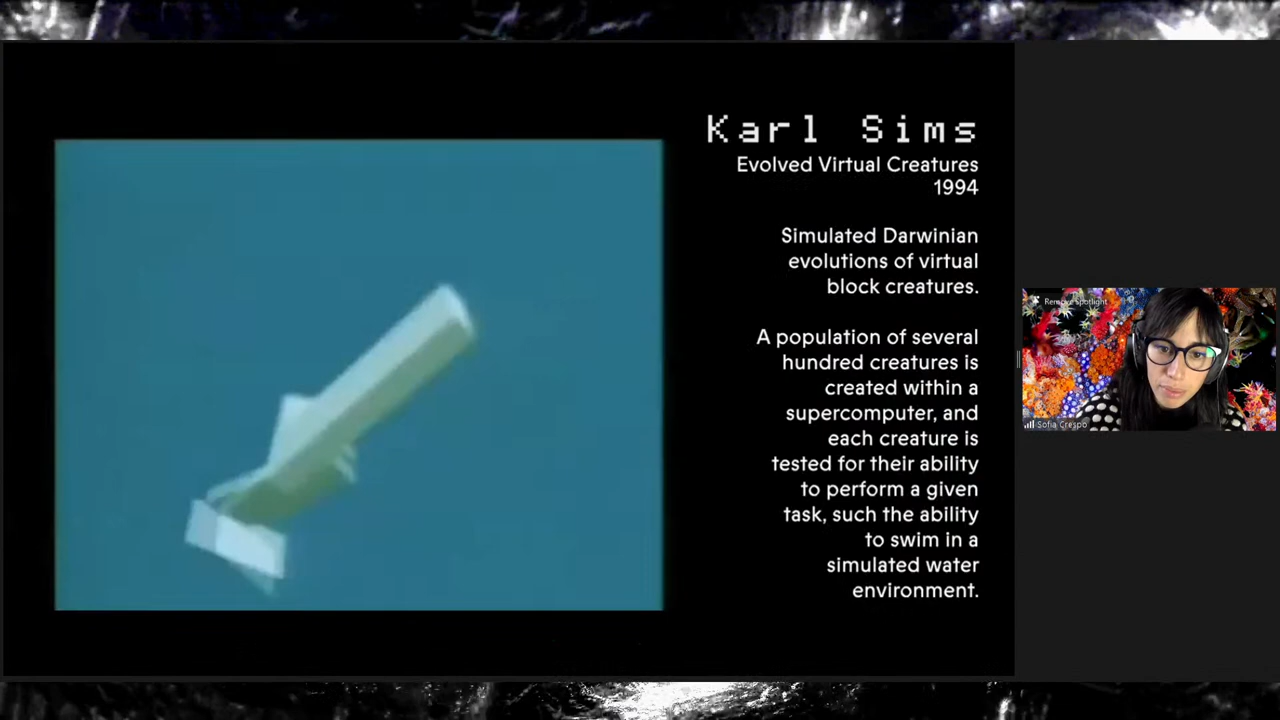 Karl Sims
Evolved Virtual Creatures
1994
Simulated Darwinian
evolutions of virtual
block creatures.
A population of several
hundred creatures is
created within a
supercomputer, and
each creature is
tested for their ability
to perform a given
task, such the ability
to swim in a
simulated water
environment.
Remove Spotlight
Sofia Crespo